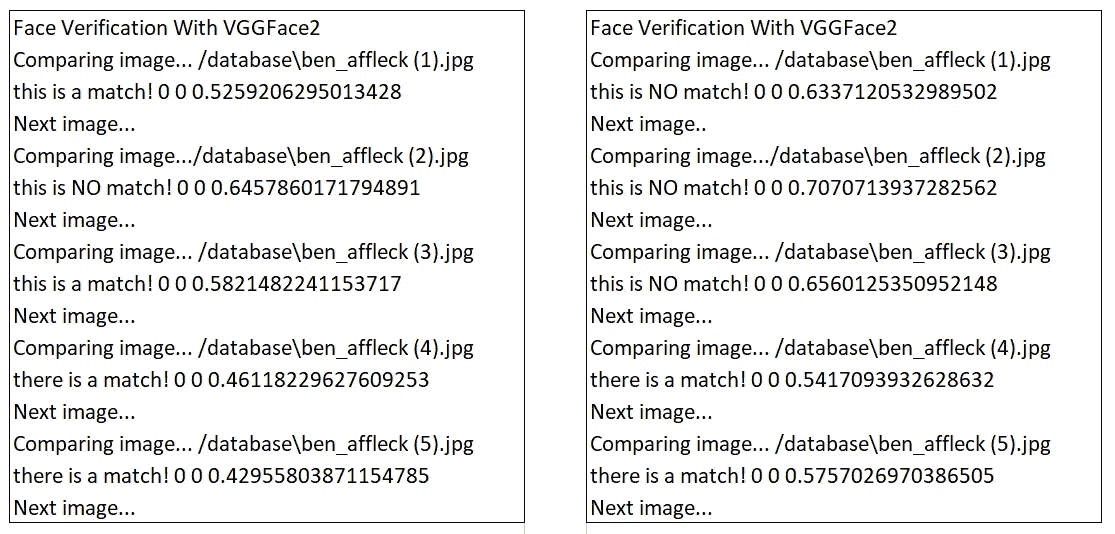 Face Verification With VGGFace2
Comparing image... /database\ben_affleck (1).jpg
this is a match! 0 0 0.5259206295013428
Next image...
Comparing image.../database\ben_affleck (2).jpg
this is NO match! 0 0 0.6457860171794891
Next image...
Comparing image... /database\ben_affleck (3).jpg
this is a match! 0 0 0.5821482241153717
Next image...
Comparing image... /database\ben_affleck (4).jpg
there is a match! 0 0 0.46118229627609253
Next image...
Comparing image... /database\ben_affleck (5).jpg
there is a match! 0 0 0.42955803871154785
Next image...
Face Verification With VGGFace2
Comparing image... /database\ben_affleck (1).jpg
this is NO match! 0 0 0.6337120532989502
Next image..
Comparing image.../database\ben_affleck (2).jpg
this is NO match! 0 0 0.7070713937282562
Next image...
Comparing image... /database\ben_affleck (3).jpg
this is NO match! 0 0 0.6560125350952148
Next image...
Comparing image... /database\ben_affleck (4).jpg
there is a match! 0 0 0.5417093932628632
Next image...
Comparing image... /database\ben_affleck (5).jpg
there is a match! 0 0 0.5757026970386505
Next image...